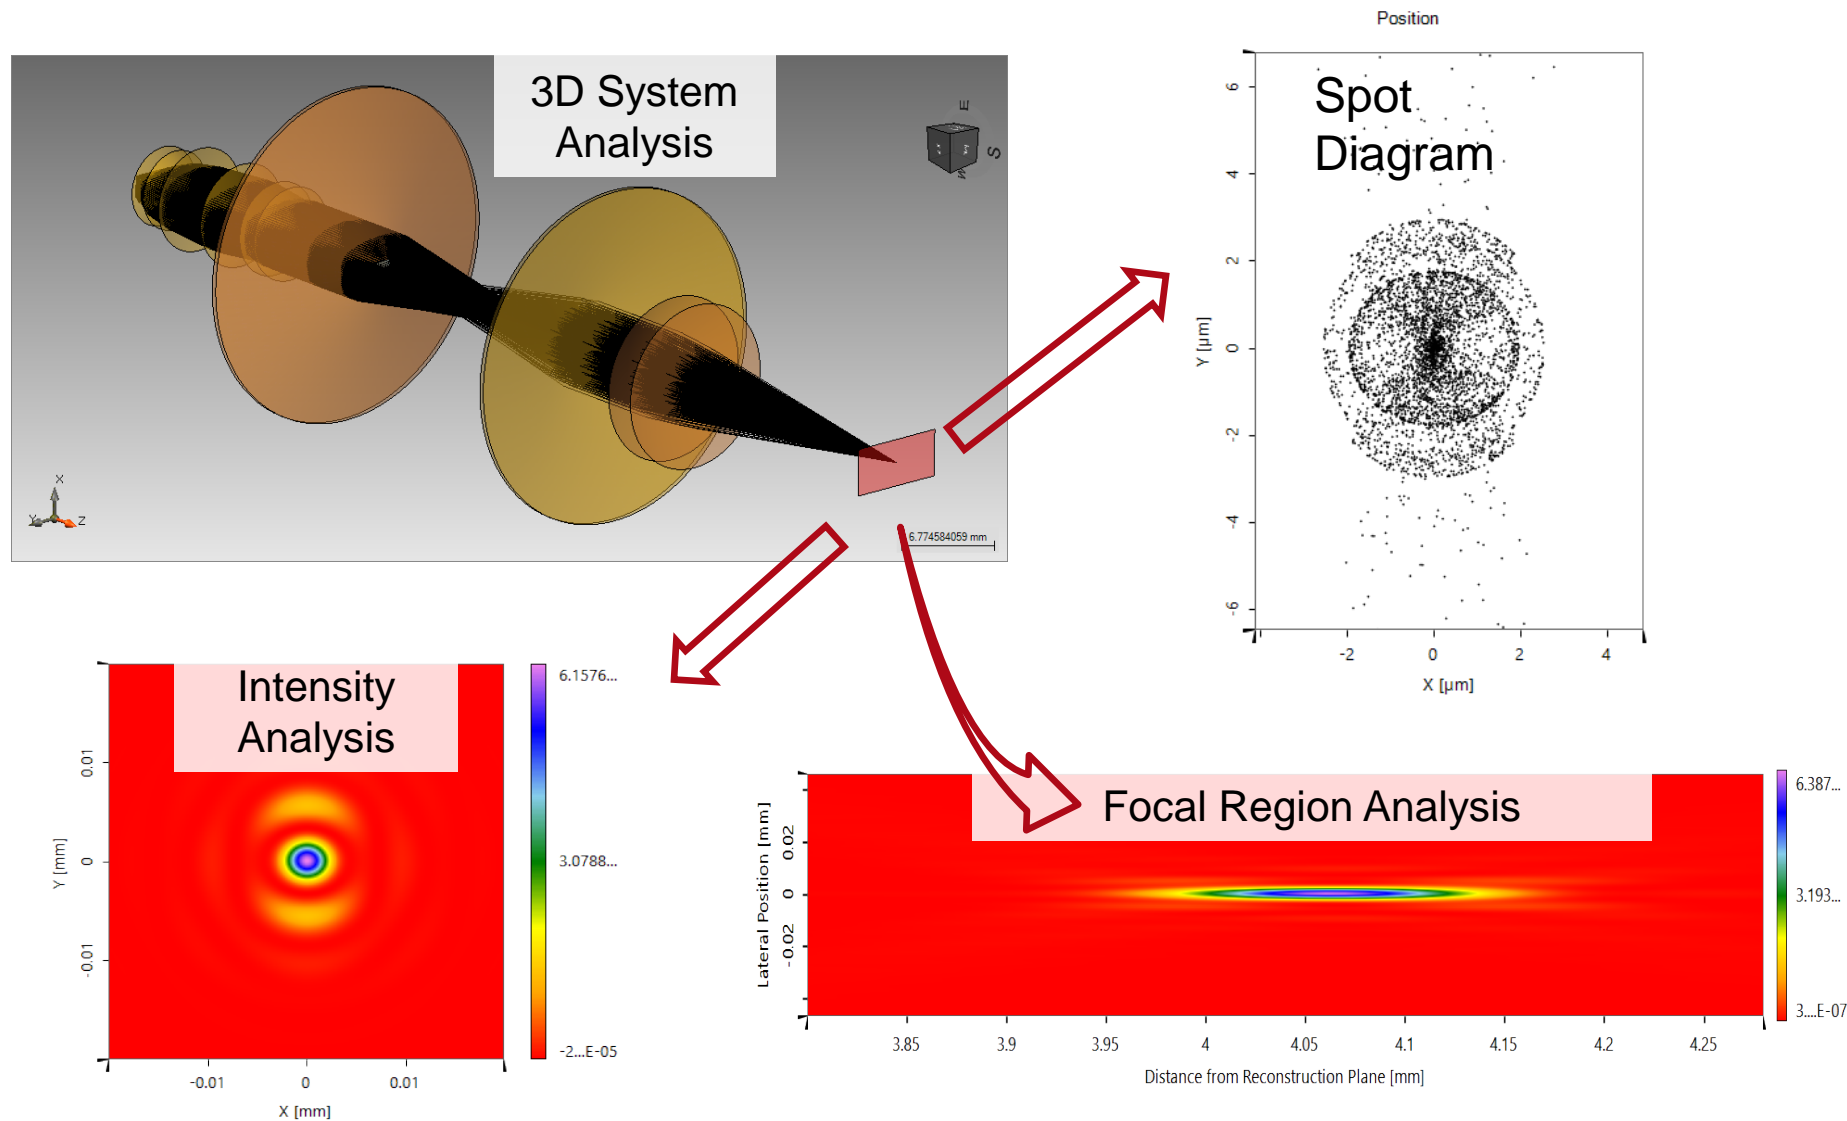 3D System
Analysis
E
S
X
Y
Z
6.774584059 mm
Position
Spot
Diagram
6
4
2
0
-2
-4
-6
Y [µm]
-2
0
2
4
X [µm]
Intensity
Analysis
0.01
0
-0.01
Y [mm]
-0.01
0
0.01
X [mm]
6.1576...
3.0788...
-2...E-05
Focal Region Analysis
Lateral Position [mm]
0.02
0
-0.02
3.85
3.9
3.95
4
4.05
4.1
4.15
4.2
4.25
Distance from Reconstruction Plane [mm]
6.387...
3.193...
3....E-07